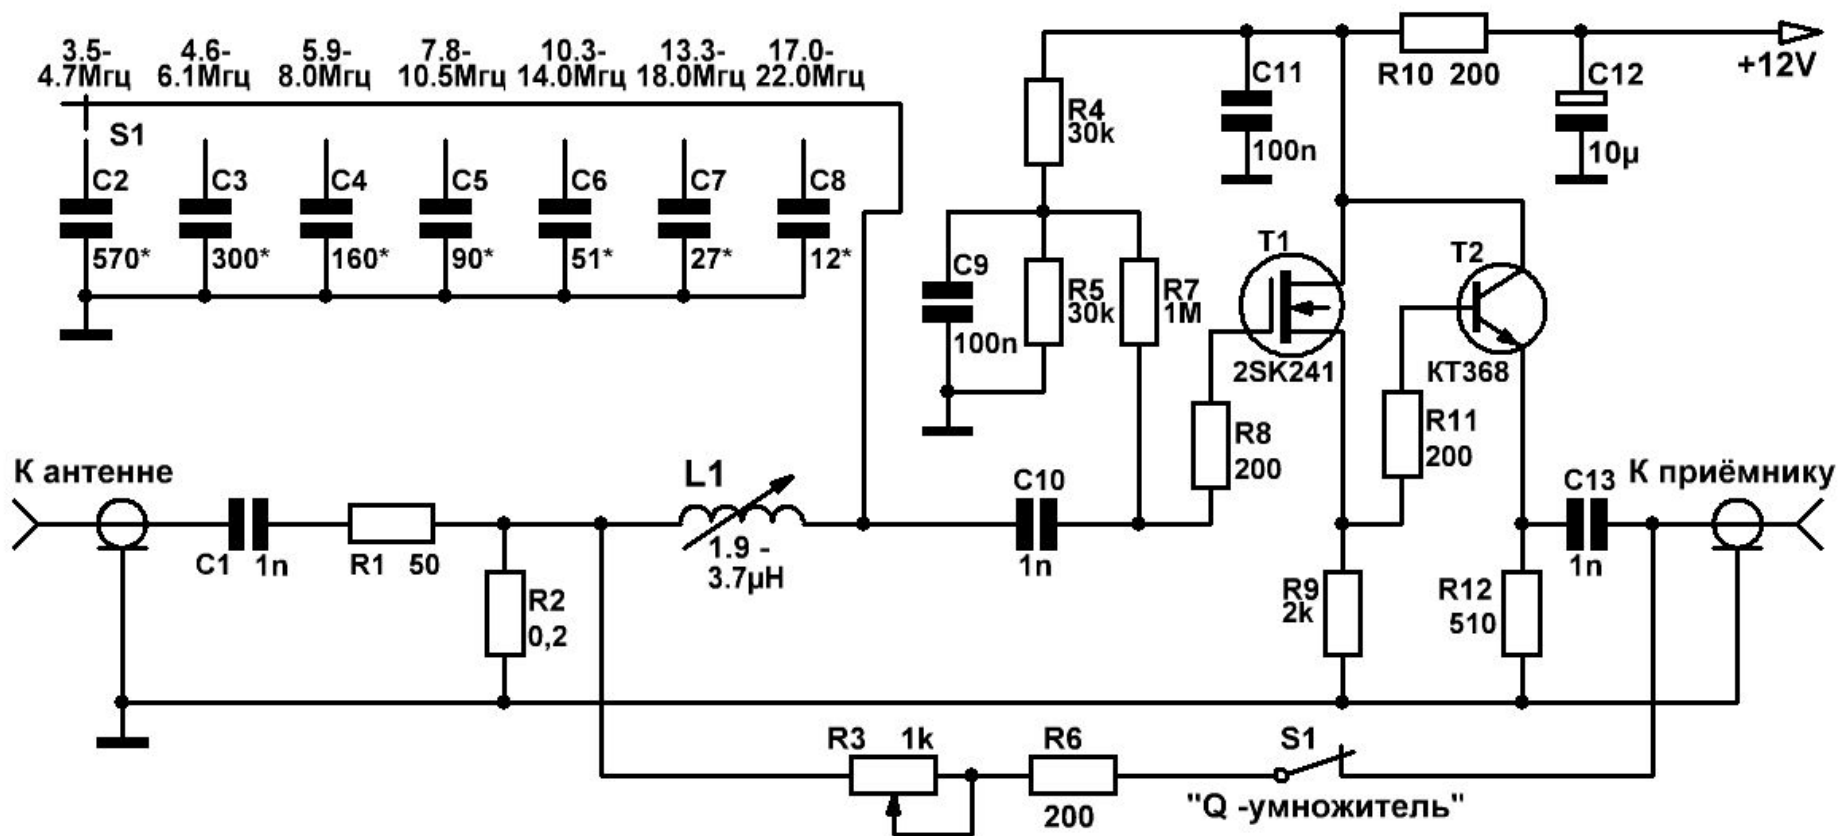 3.5-
4.7Мгц
4.6-
6.1Мгц
5.9-
8.0Мгц
7.8-
10.5Мгц
10.3-
14.0Мгц
13.3-
18.0Мгц
17.0-
22.0Мгц
S1
C2
570*
C3
300*
C4
160*
C5
90*
C6
51*
C7
27*
C8
12*
R4
30k
C11
100n
R10 200
C12
10µ
+12V
C9
100n
R5
30k
R7
1M
T1
2SK241
T2
КТ368
R8
200
R11
200
К антенне
C1 1n
R1 50
R2
0,2
L1
1.9 -
3.7µH
C10
1n
R9
2k
R12
510
C13
1n
К приёмнику
R3 1k
R6
200
S1
"Q -умножитель"